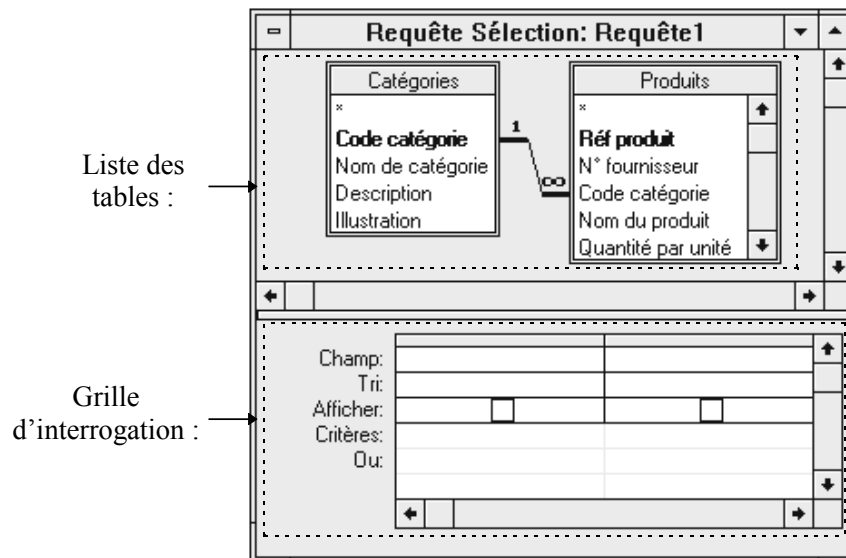 Requête Sélection: Requête1
Catégories
*
Code catégorie
Nom de catégorie
Description
Illustration
1
∞
Produits
*
Réf produit
N° fournisseur
Code catégorie
Nom du produit
Quantité par unité
Liste des
tables :
Grille
d'interrogation :
Champ:
Tri:
Afficher:
Critères:
Ou: